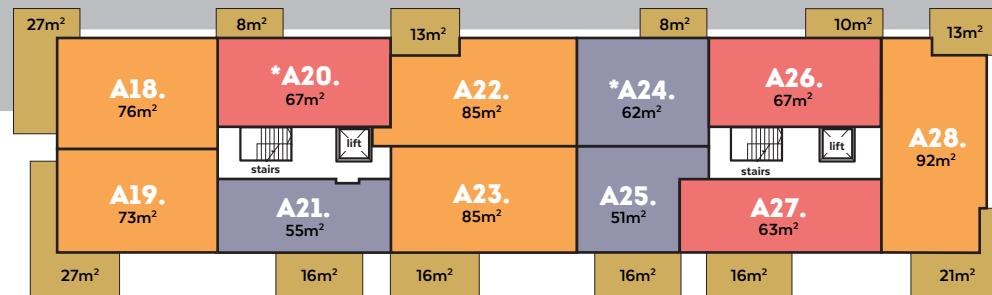 27m²
8m²
13m²
8m²
10m²
13m²
A18.
76m²
*A20.
67m²
A22.
85m²
*A24.
62m²
A26.
67m²
A28.
92m²
lift
stairs
lift
stairs
A19.
73m²
A21.
55m²
A23.
85m²
A25.
51m²
A27.
63m²
27m²
16m²
16m²
16m²
16m²
21m²